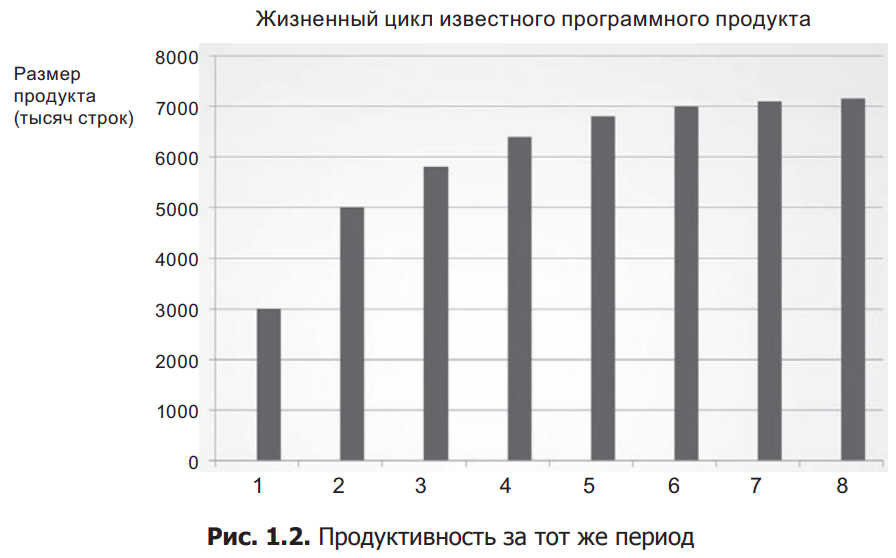 Жизненный цикл известного программного продукта
Размер
продукта
(тысяч строк)
8000
7000
6000
5000
4000
3000
2000
1000
0
1 2 3 4 5 6 7 8
Рис. 1.2. Продуктивность за тот же период